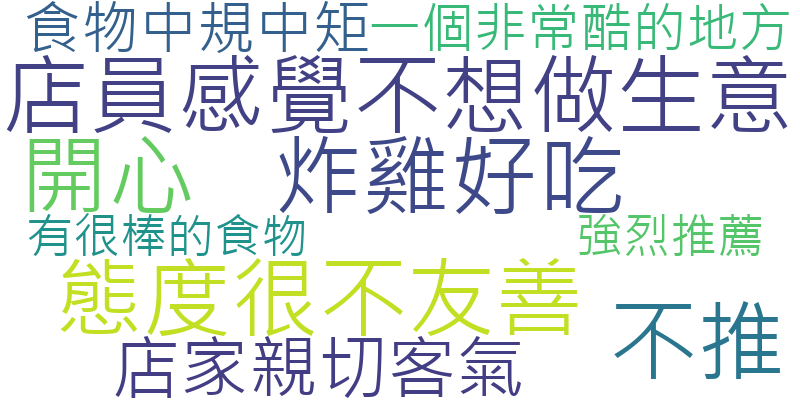 食物中規中矩
一個非常酷的地方
店員感覺不想做生意
開心
炸雞好吃
有很棒的食物
強烈推薦
態度很不友善
不推
店家親切客氣